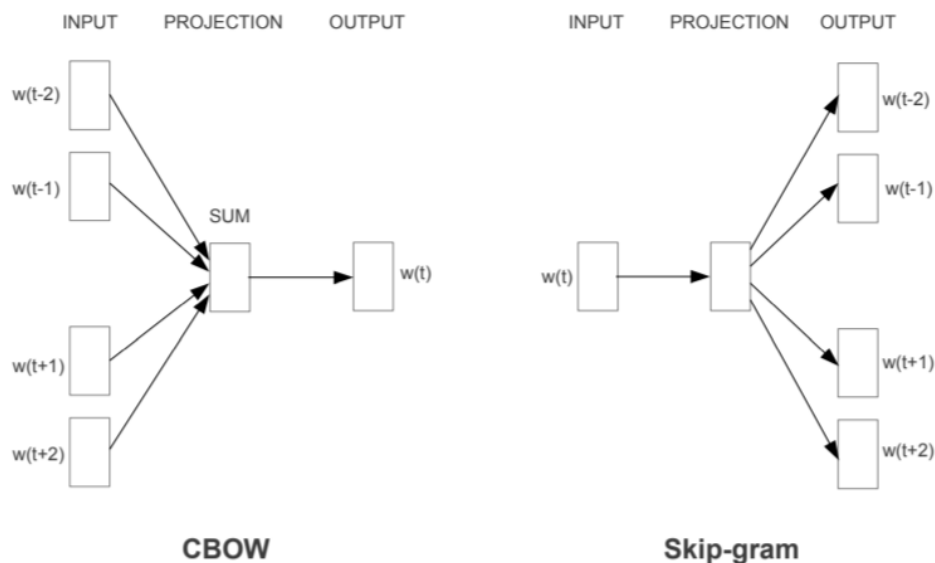 INPUT PROJECTION OUTPUT
w(t-2)
w(t-1)
SUM
w(t)
w(t+1)
w(t+2)
CBOW
INPUT PROJECTION OUTPUT
w(t-2)
w(t-1)
w(t)
w(t+1)
w(t+2)
Skip-gram